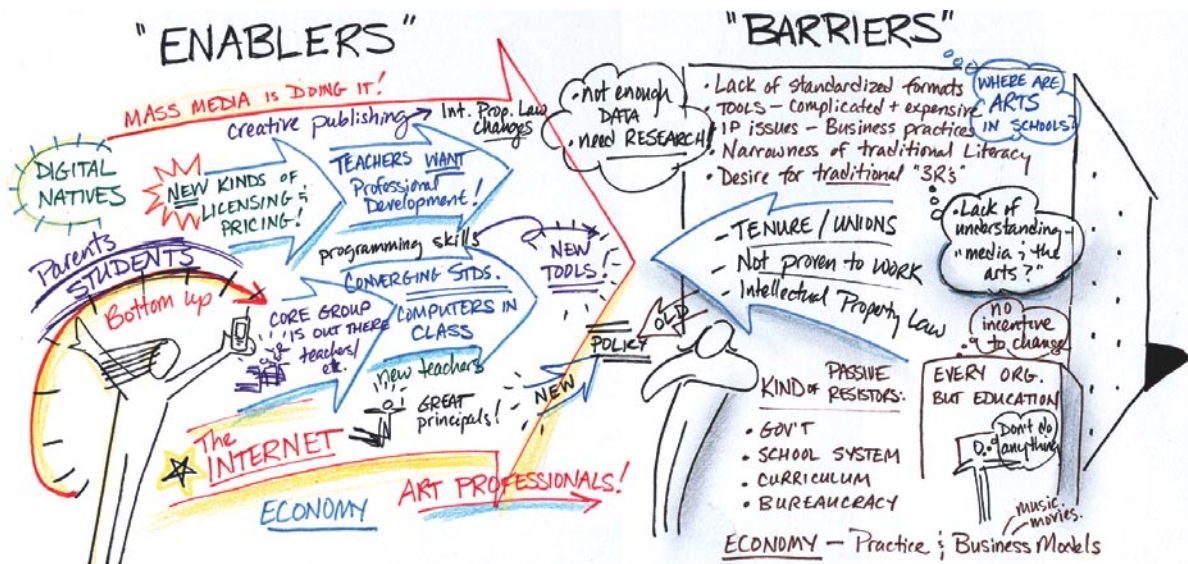 "ENABLERS"
MASS MEDIA IS DOING IT!
creative publishing
Int. Prop. Law
Changes
DIGITAL
NATIVES
NEW KINDS OF
LICENSING &
PRICING!
TEACHERS WANT
Professional
Development!
Parents
STUDENTS
Bottom up
programming skills
NEW
TOOLS!
CONVERGING STDS.
COMPUTERS IN
CLASS
CORE GROUP
IS OUT THERE
teachers/
etc.
new teachers
GREAT
principals!
NEW
POLICY
OLD
The
INTERNET
ART PROFESSIONALS!
ECONOMY
"BARRIERS"
• not enough
DATA
• need RESEARCH!
• Lack of standardized formats
• TOOLS - Complicated + expensive
• IP issues - Business practices
• Narrowness of traditional Literacy
• Desire for traditional "3R's"
WHERE ARE
ARTS
IN SCHOOLS?
- TENURE / UNIONS
- Not proven to WORK
- Intellectual Property Law
• Lack of
understanding -
"media & the
arts?"
no
incentive
to change
KIND OF PASSIVE
RESISTORS:
• GOV'T
• SCHOOL SYSTEM
• CURRICULUM
• BUREAUCRACY
EVERY ORG.
BUT EDUCATION
Don't do
anything
music
movies.
ECONOMY - Practice & Business Models